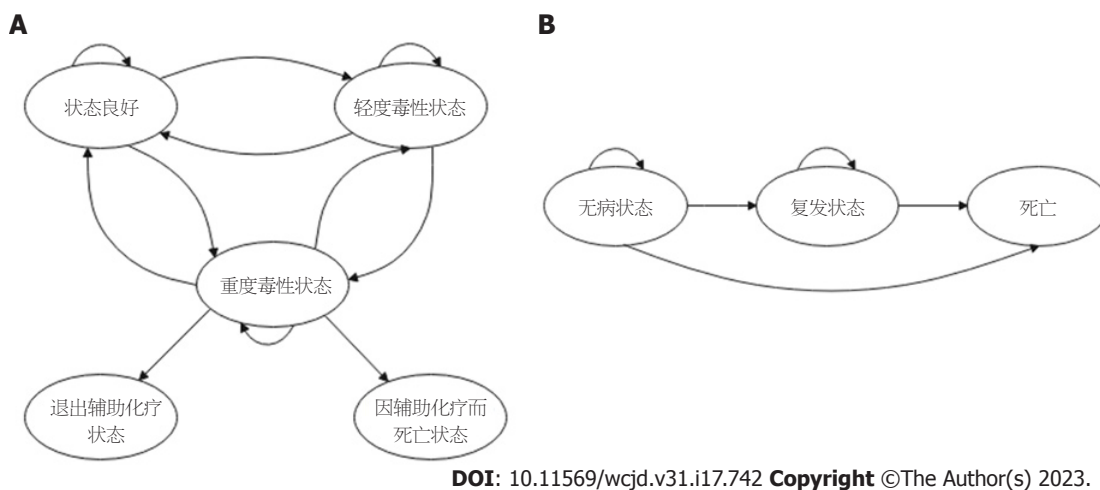 A
B
状态良好
轻度毒性状态
重度毒性状态
退出辅助化疗
状态
因辅助化疗而
死亡状态
无病状态
复发状态
死亡
DOI: 10.11569/wcjd.v31.i17.742 Copyright ©The Author(s) 2023.